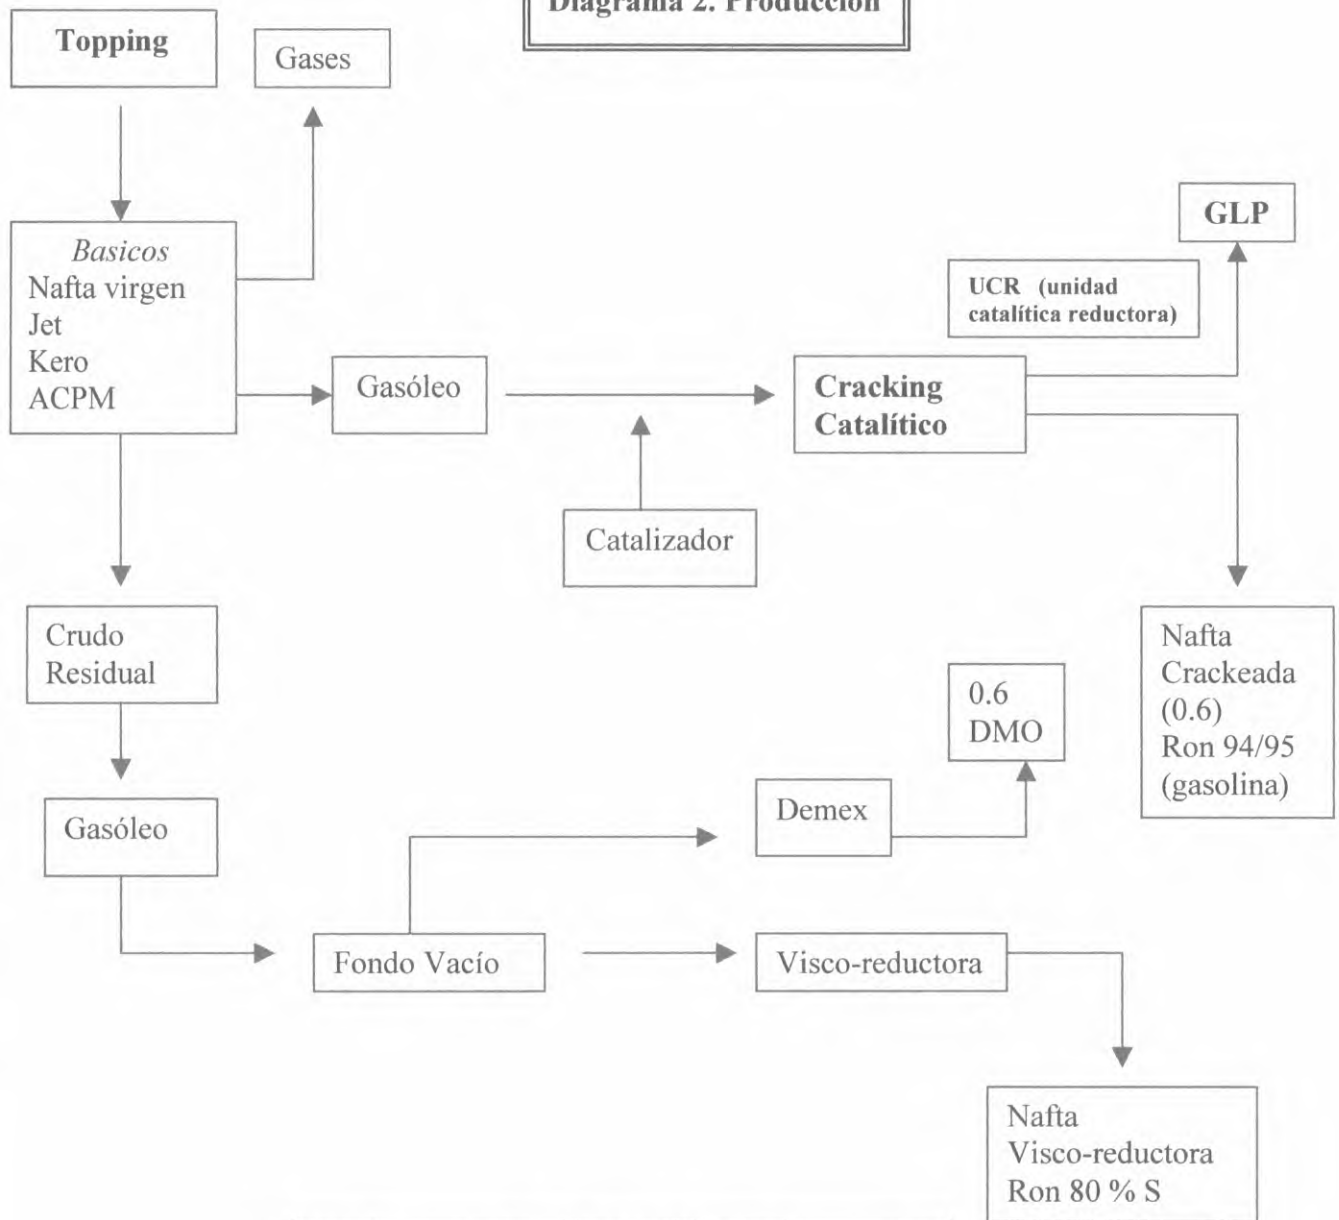 Diagrama 2. Producción
Topping
Gases
Basicos
Nafta virgen
Jet
Kero
ACPM
GLP
UCR (unidad
catalítica reductora)
Gasóleo
Cracking
Catalítico
Catalizador
Crudo
Residual
Nafta
Crackeada
(0.6)
Ron 94/95
(gasolina)
0.6
DMO
Gasóleo
Demex
Fondo Vacío
Visco-reductora
Nafta
Visco-reductora
Ron 80 % S